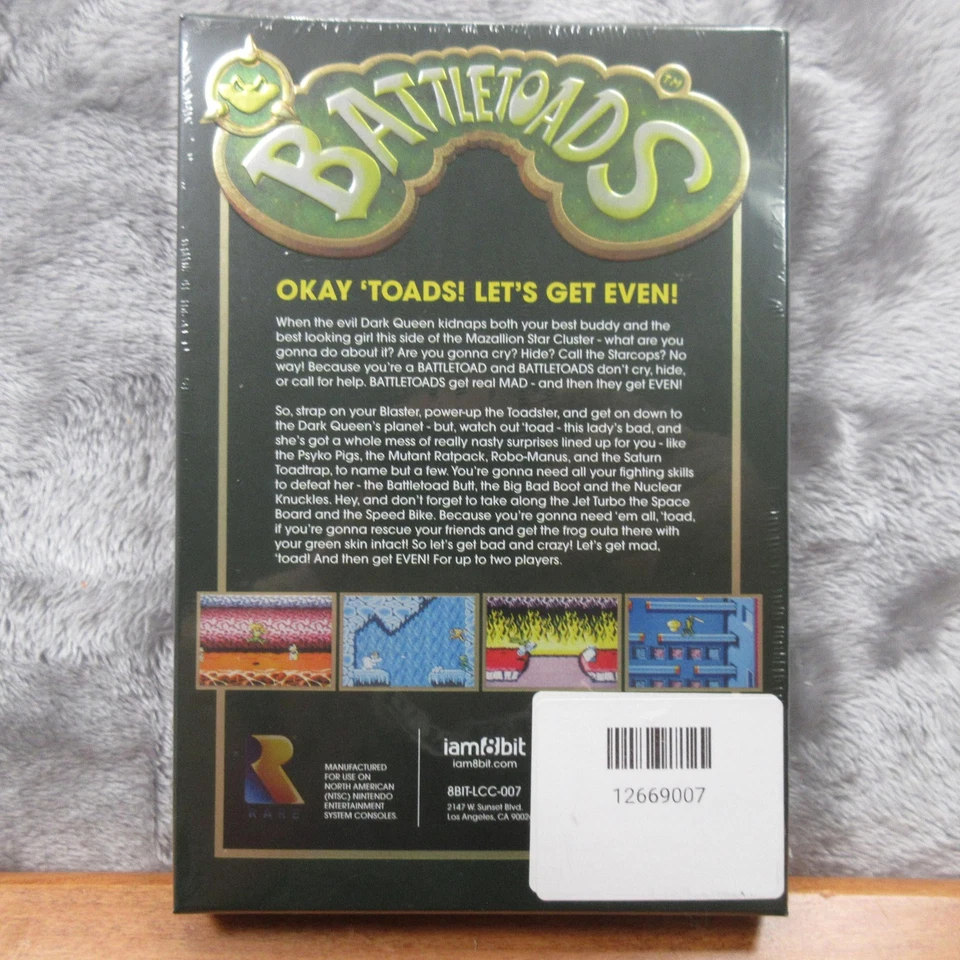 BATTLETOADS TM
OKAY ‘TOADS! LET’S GET EVEN!
When the evil Dark Queen kidnaps both your best buddy and the
best looking girl this side of the Mazallion Star Cluster - what are you
gonna do about it? Are you gonna cry? Hide? Call the Starcops? No
way! Because you’re a BATTLETOAD and BATTLETOADS don’t cry, hide,
or call for help. BATTLETOADS get real MAD - and then they get EVEN!
So, strap on your Blaster, power-up the Toadster, and get on down to
the Dark Queen’s planet - but, watch out ‘toad - this lady’s bad, and
she’s got a whole mess of really nasty surprises lined up for you - like
the Psyko Pigs, the Mutant Ratpack, Robo-Manus, and the Saturn
Toadtrap, to name but a few. You’re gonna need all your fighting skills
to defeat her - the Battletoad Butt, the Big Bad Boot and the Nuclear
Knuckles. Hey, and don’t forget to take along the Jet Turbo the Space
Board and the Speed Bike. Because you’re gonna need ‘em all, ‘toad,
if you’re gonna rescue your friends and get the frog outa there with
your green skin intact! So let’s get bad and crazy! Let’s get mad,
‘toad! And then get EVEN! For up to two players.
R
RARE
MANUFACTURED
FOR USE ON
NORTH AMERICAN
(NTSC) NINTENDO
ENTERTAINMENT
SYSTEM CONSOLES.
iam8bit
iam8bit.com
8BIT-LCC-007
2147 W. Sunset Blvd.
Los Angeles, CA 9002
12669007